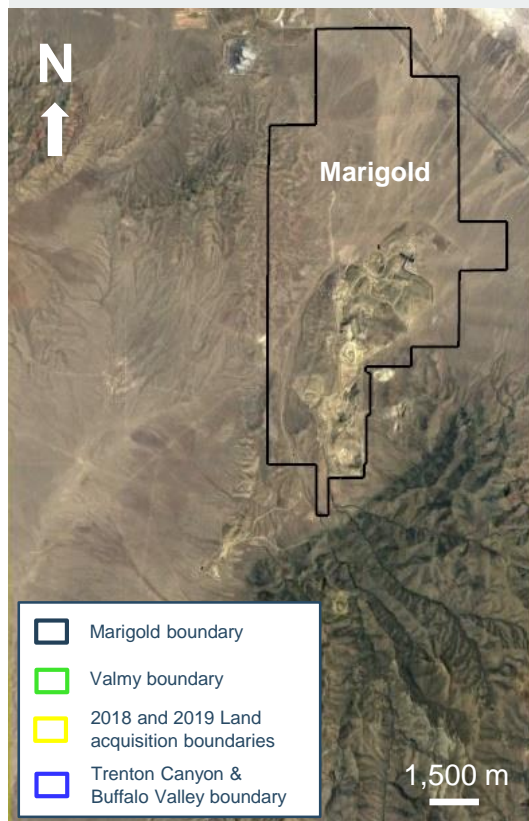 N
Marigold
Marigold boundary
Valmy boundary
2018 and 2019 Land
acquisition boundaries
Trenton Canyon &
Buffalo Valley boundary
1,500 m